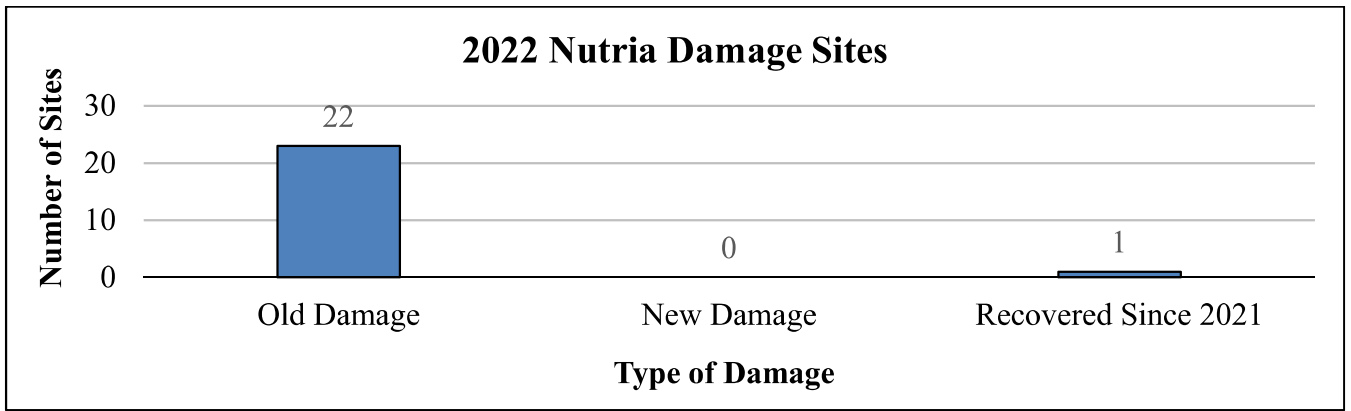 2022 Nutria Damage Sites
Number of Sites
30
20
10
0
22
0
1
Old Damage
New Damage
Recovered Since 2021
Type of Damage